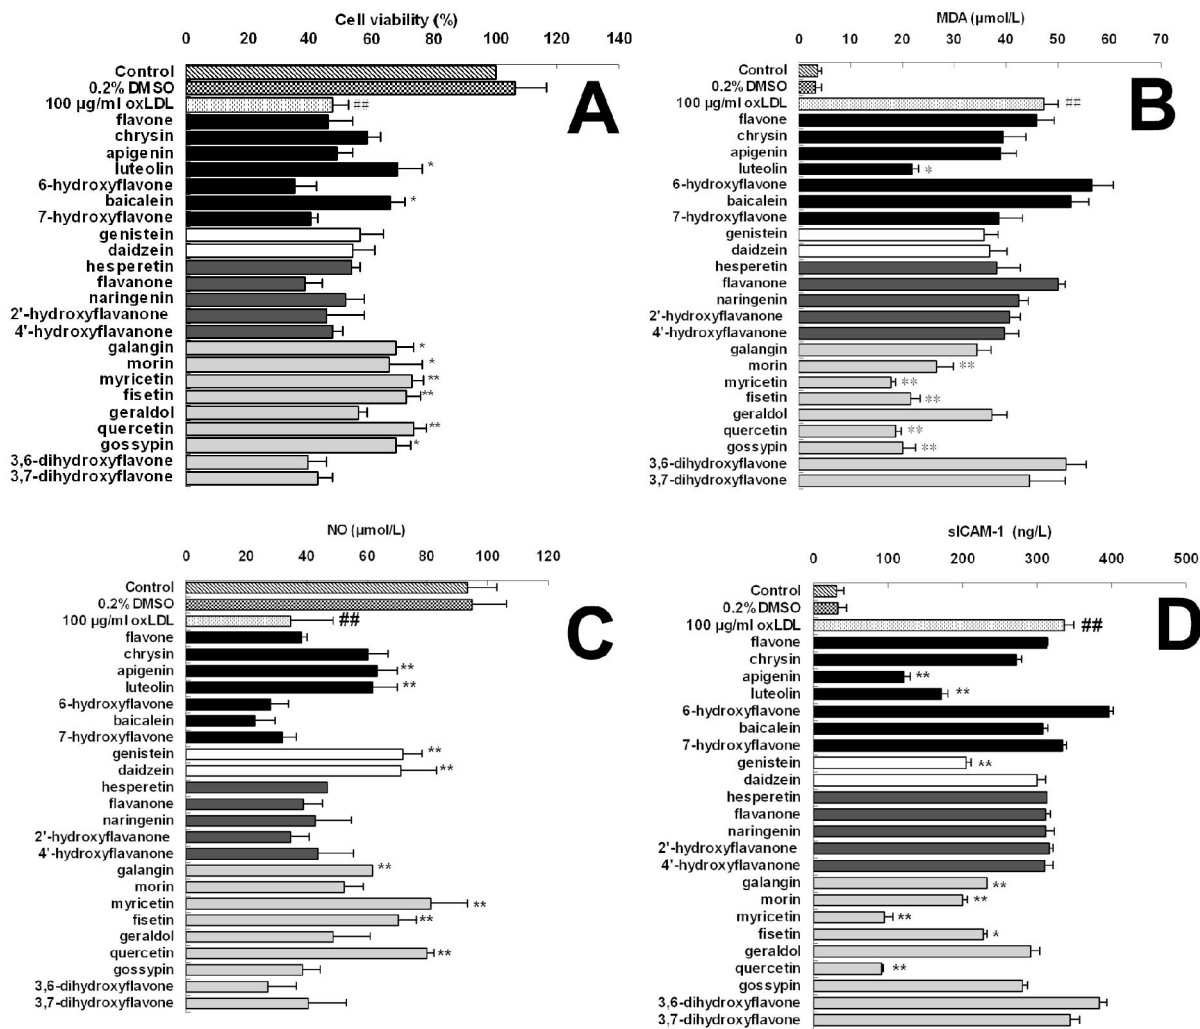 Cell viability (%)
0 20 40 60 80 100 120 140
Control
0.2% DMSO
100 µg/ml oxLDL ##
flavone
chrysin
apigenin
luteolin *
6-hydroxyflavone
baicalein *
7-hydroxyflavone
genistein
daidzein
hesperetin
flavanone
naringenin
2'-hydroxyflavanone
4'-hydroxyflavanone
galangin *
morin *
myricetin **
fisetin **
geraldol
quercetin **
gossypin *
3,6-dihydroxyflavone
3,7-dihydroxyflavone
A
MDA (µmol/L)
0 10 20 30 40 50 60 70
Control
0.2% DMSO
100 µg/ml oxLDL ##
flavone
chrysin
apigenin
luteolin *
6-hydroxyflavone
baicalein
7-hydroxyflavone
genistein
daidzein
hesperetin
flavanone
naringenin
2'-hydroxyflavanone
4'-hydroxyflavanone
galangin
morin **
myricetin **
fisetin **
geraldol
quercetin **
gossypin **
3,6-dihydroxyflavone
3,7-dihydroxyflavone
B
NO (µmol/L)
0 20 40 60 80 100 120
Control
0.2% DMSO
100 µg/ml oxLDL ##
flavone
chrysin
apigenin **
luteolin **
6-hydroxyflavone
baicalein
7-hydroxyflavone
genistein **
daidzein **
hesperetin
flavanone
naringenin
2'-hydroxyflavanone
4'-hydroxyflavanone
galangin **
morin
myricetin **
fisetin **
geraldol
quercetin **
gossypin
3,6-dihydroxyflavone
3,7-dihydroxyflavone
C
sICAM-1 (ng/L)
0 100 200 300 400 500
Control
0.2% DMSO
100 µg/ml oxLDL ##
flavone
chrysin
apigenin **
luteolin **
6-hydroxyflavone
baicalein
7-hydroxyflavone
genistein **
daidzein
hesperetin
flavanone
naringenin
2'-hydroxyflavanone
4'-hydroxyflavanone
galangin **
morin **
myricetin **
fisetin *
geraldol
quercetin **
gossypin
3,6-dihydroxyflavone
3,7-dihydroxyflavone
D